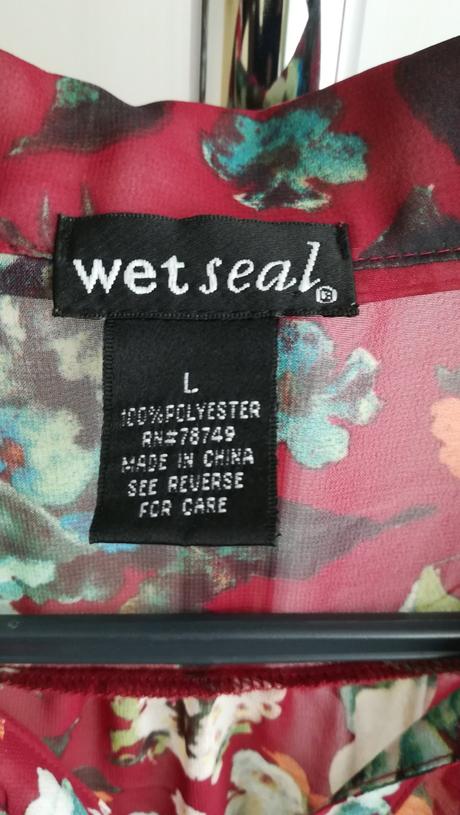 wet seal
L
100%POLYESTER
RN#78749
MADE IN CHINA
SEE REVERSE
FOR CARE